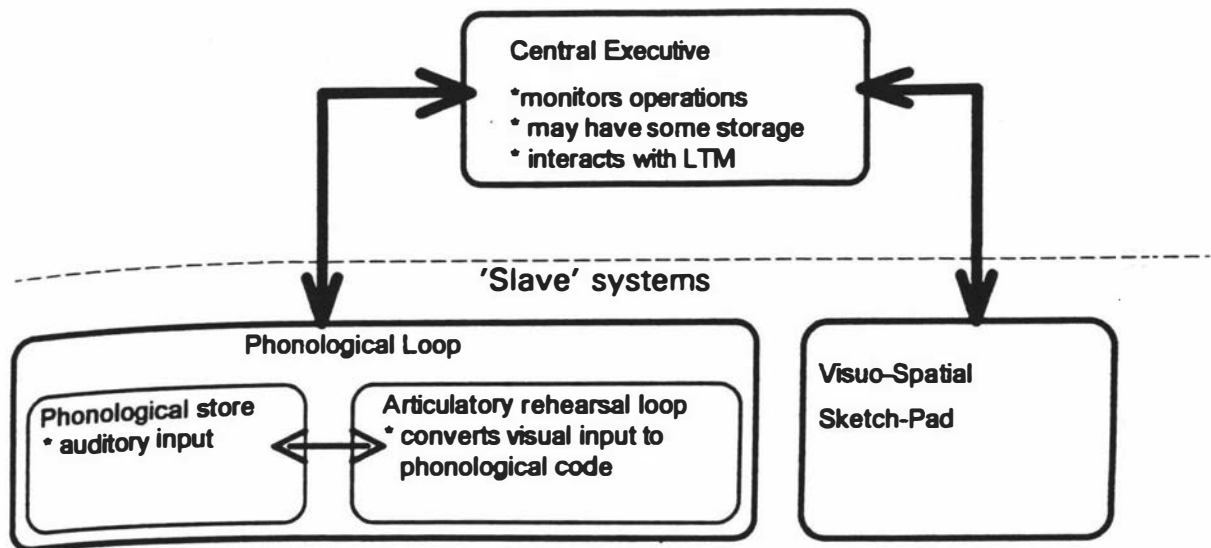 Central Executive
*monitors operations
* may have some storage
* interacts with LTM
'Slave' systems
Phonological Loop
Phonological store
* auditory input
Articulatory rehearsal loop
* converts visual input to
phonological code
Visuo-Spatial
Sketch-Pad